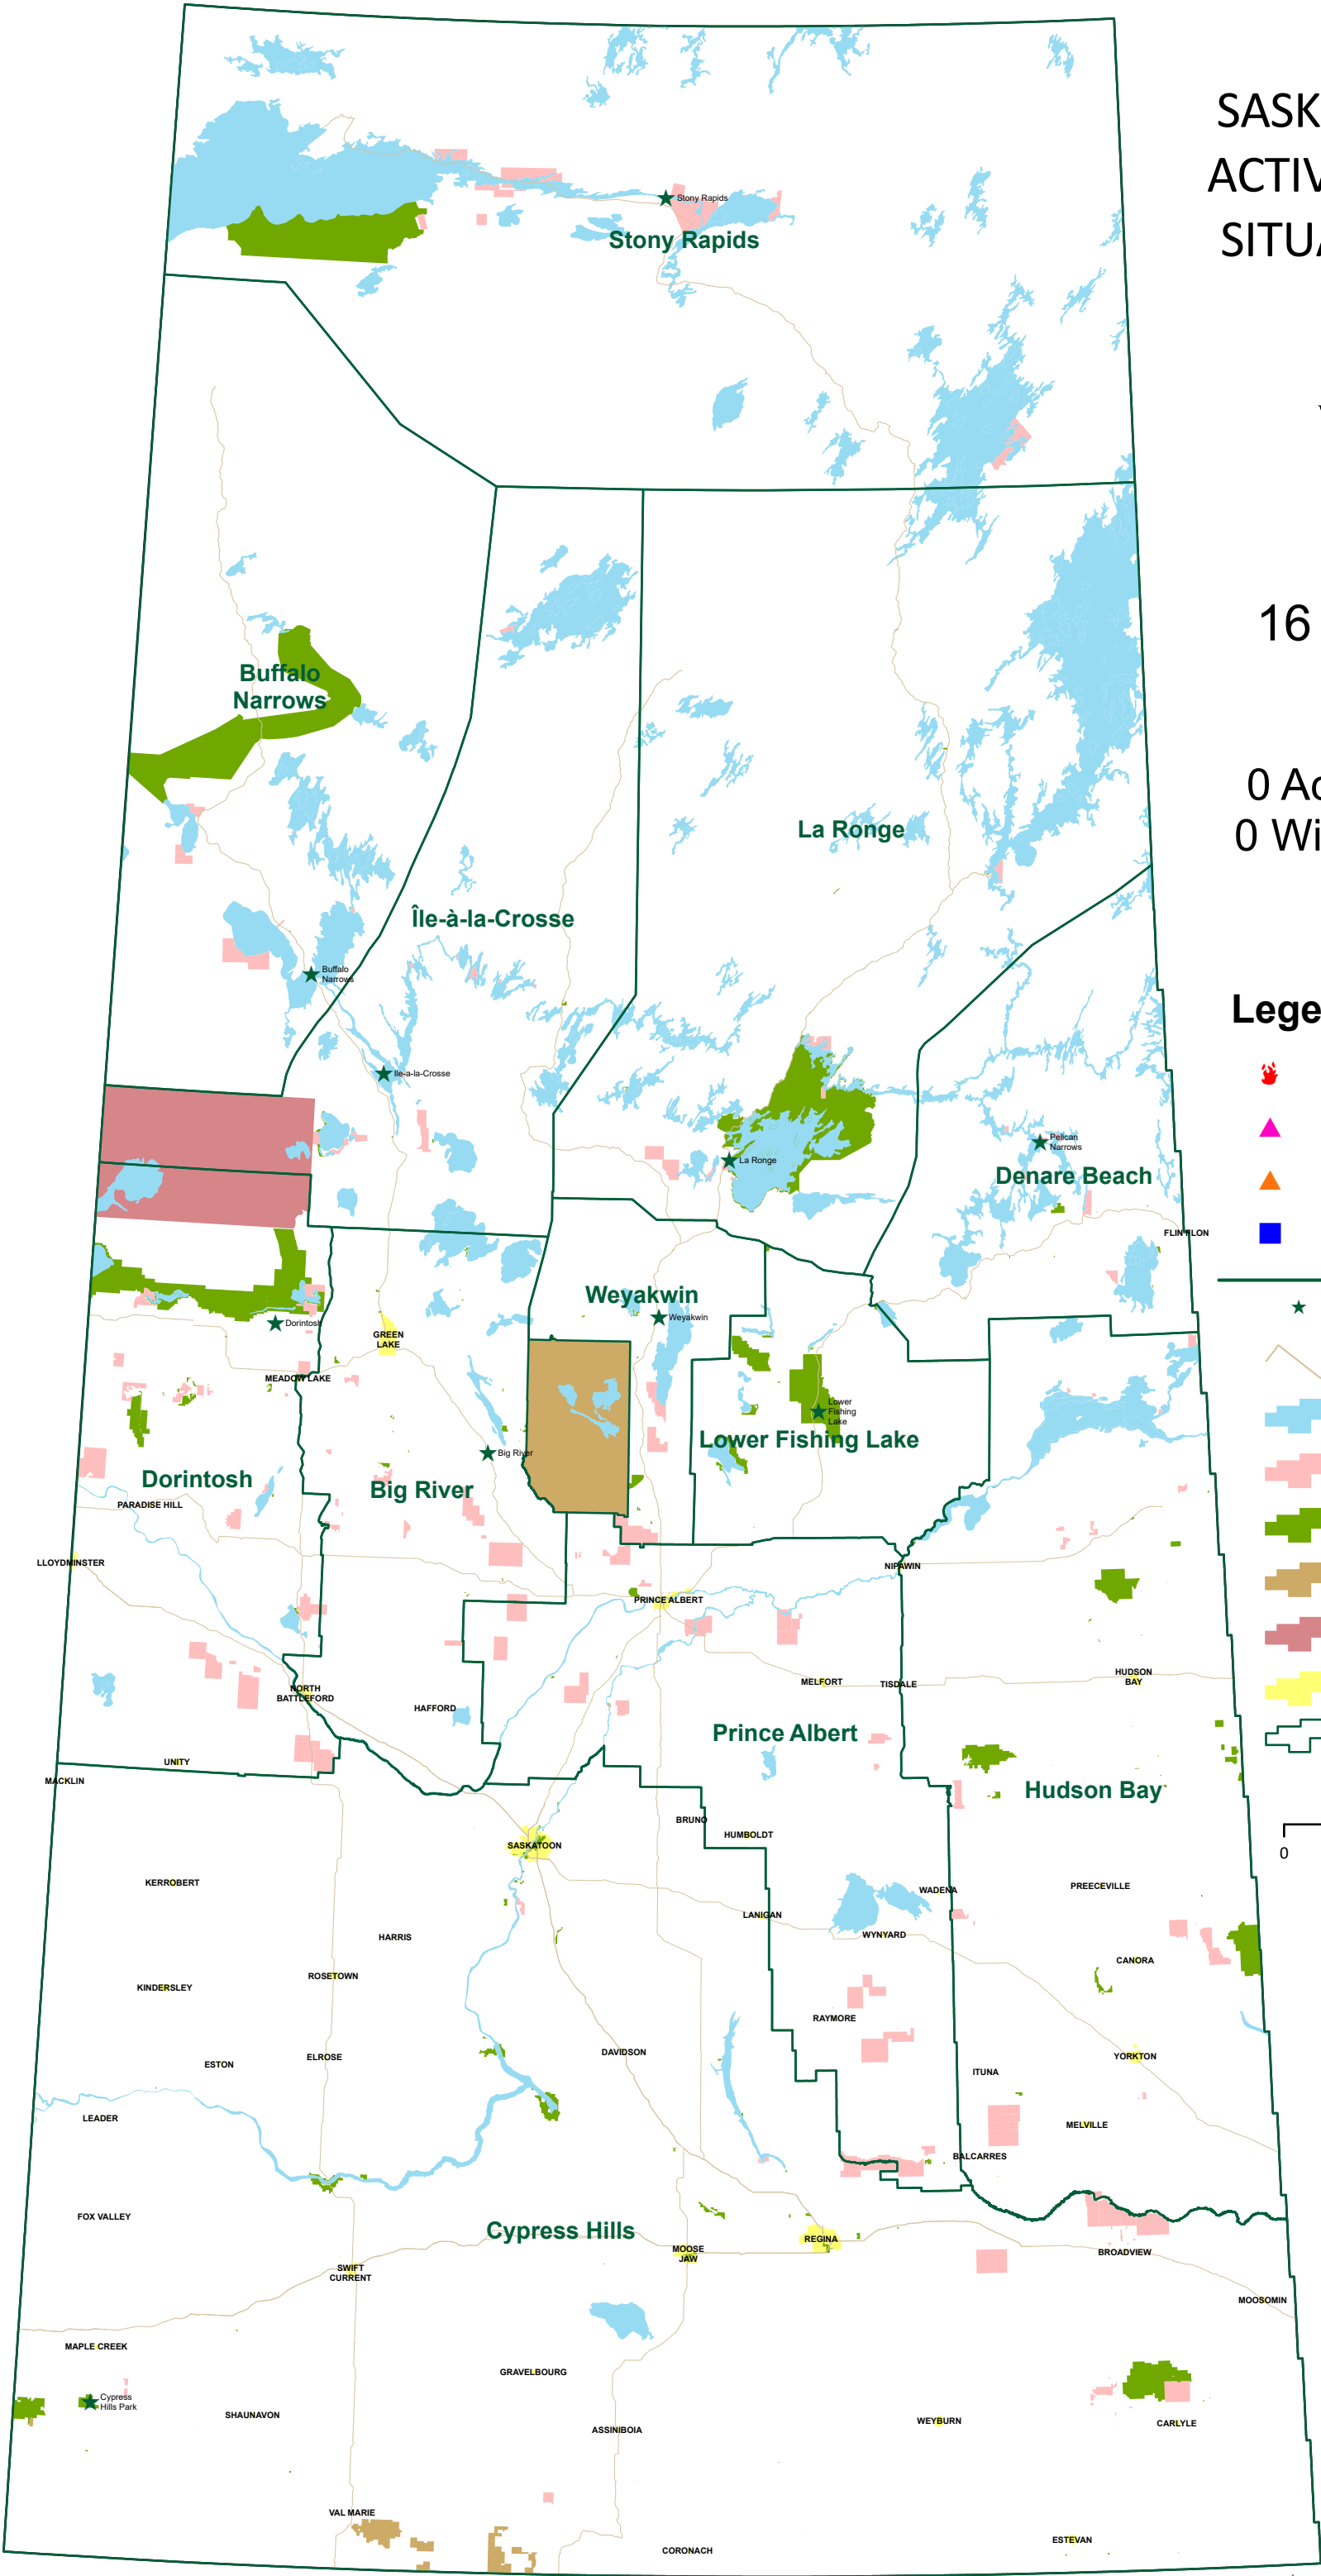 SASK
ACTIV
SITUA
16
0 Ac
0 Wi
Lege
0
Stony Rapids
Stony Rapids
Buffalo
Narrows
La Ronge
Île-à-la-Crosse
Buffalo
Narrows
Ile-a-la-Crosse
Pelican
Narrows
La Ronge
Denare Beach
FLIN FLON
Weyakwin
Weyakwin
Dorintosh
GREEN
LAKE
MEADOW LAKE
Lower
Fishing
Lake
Lower Fishing Lake
Big River
Dorintosh
Big River
PARADISE HILL
LLOYDMINSTER
NIPAWIN
PRINCE ALBERT
HUDSON
BAY
MELFORT
TISDALE
NORTH
BATTLEFORD
HAFFORD
Prince Albert
UNITY
MACKLIN
Hudson Bay
BRUNO
HUMBOLDT
SASKATOON
KERROBERT
PREECEVILLE
WADENA
LANIGAN
WYNYARD
HARRIS
CANORA
ROSETOWN
KINDERSLEY
RAYMORE
DAVIDSON
YORKTON
ELROSE
ESTON
ITUNA
LEADER
MELVILLE
BALCARRES
FOX VALLEY
Cypress Hills
REGINA
MOOSE
JAW
BROADVIEW
SWIFT
CURRENT
MOOSOMIN
MAPLE CREEK
GRAVELBOURG
Cypress
Hills Park
SHAUNAVON
WEYBURN
CARLYLE
ASSINIBOIA
VAL MARIE
ESTEVAN
CORONACH